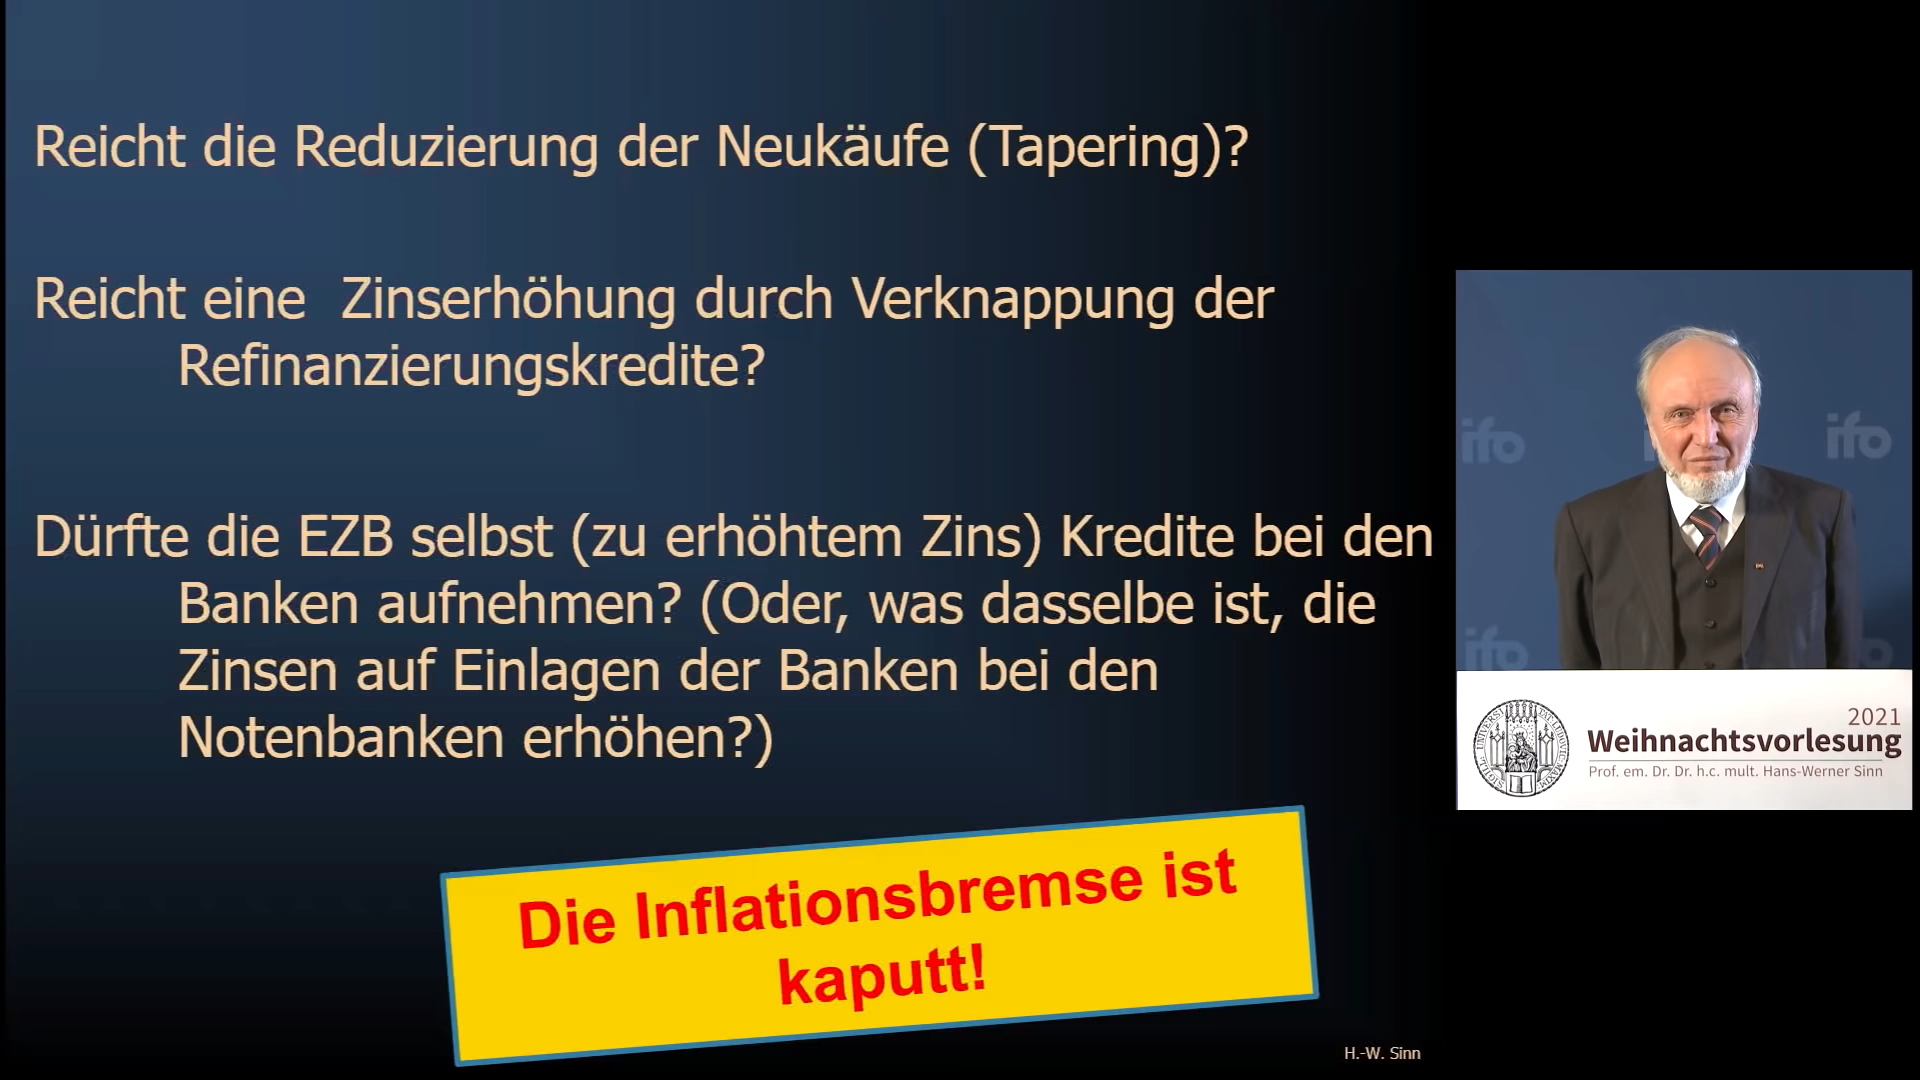 Reicht die Reduzierung der Neukäufe (Tapering)?
Reicht eine  Zinserhöhung durch Verknappung der
Refinanzierungskredite?
Dürfte die EZB selbst (zu erhöhtem Zins) Kredite bei den
Banken aufnehmen? (Oder, was dasselbe ist, die
Zinsen auf Einlagen der Banken bei den
Notenbanken erhöhen?)
Die Inflationsbremse ist
kaputt!
H.-W. Sinn
ifo
ifo
ifo
2021
Weihnachtsvorlesung
Prof. em. Dr. Dr. h.c. mult. Hans-Werner Sinn